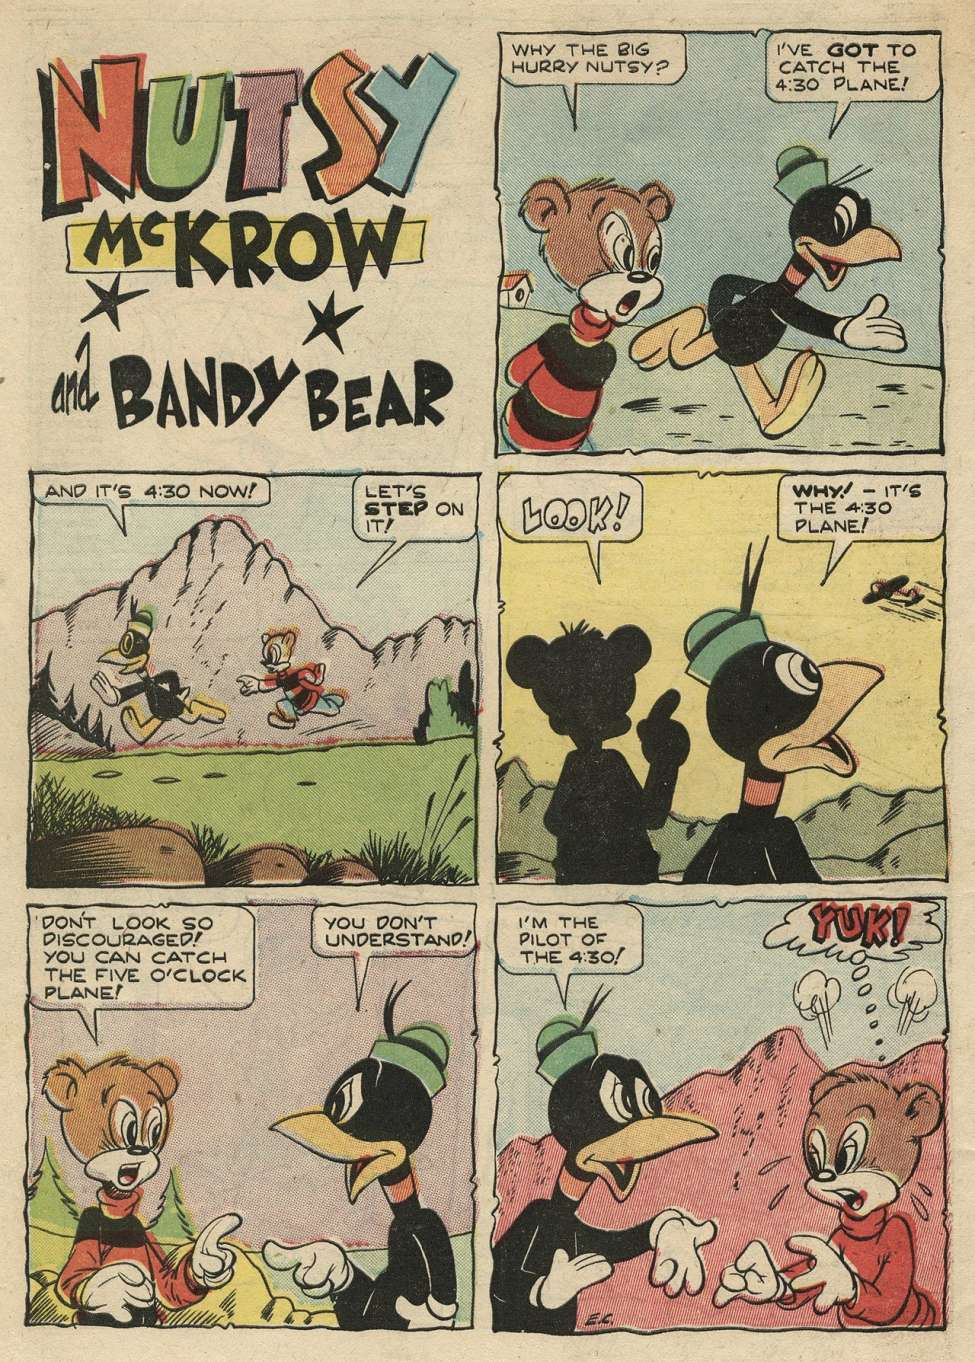 NUTSY
McKROW
and BANDY BEAR
WHY THE BIG
HURRY NUTSY?
I'VE GOT TO
CATCH THE
4:30 PLANE!
AND IT'S 4:30 NOW!
LET'S
STEP ON
IT!
LOOK!
WHY! - IT'S
THE 4:30
PLANE!
DON'T LOOK SO
DISCOURAGED!
YOU CAN CATCH
THE FIVE O'CLOCK
PLANE!
YOU DON'T
UNDERSTAND!
I'M THE
PILOT OF
THE 4:30!
YUK!
E.C.